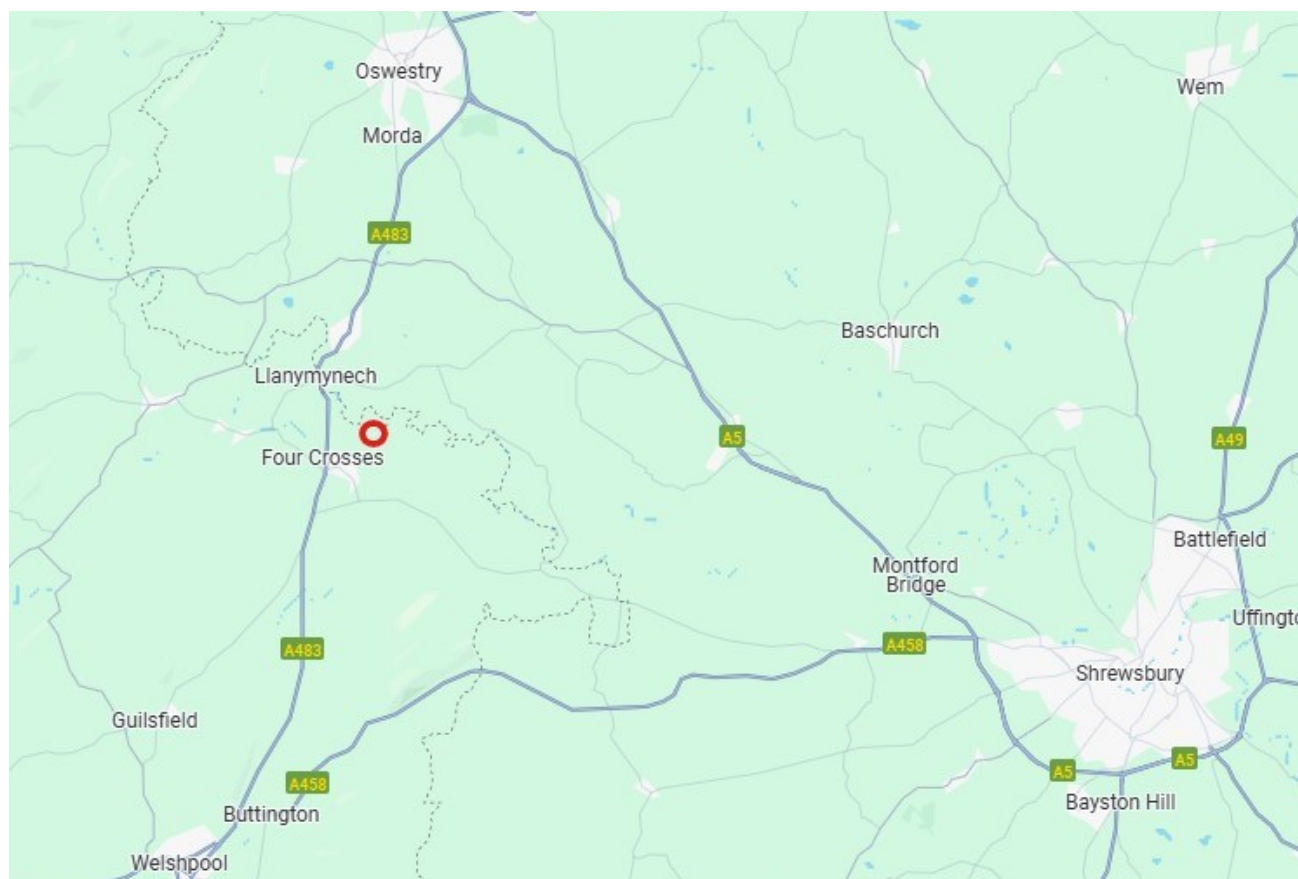 Oswestry
Wem
Morda
A483
Baschurch
Llanymynech
A5
A49
Four Crosses
Battlefield
Montford
Bridge
Uffingto
A483
A458
Shrewsbury
Guilsfield
A5
A5
A458
Bayston Hill
Buttington
Welshpool